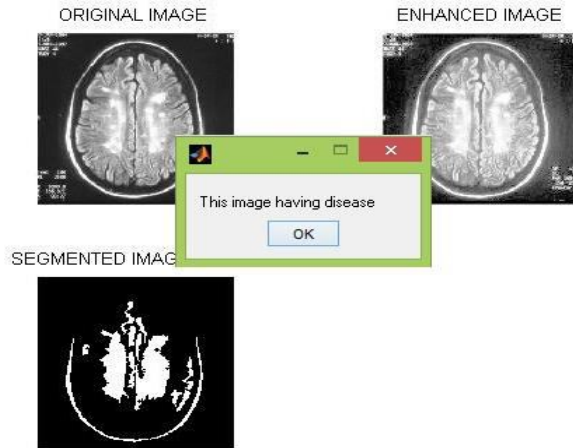 ORIGINAL IMAGE
ENHANCED IMAGE
This image having disease
OK
SEGMENTED IMAG